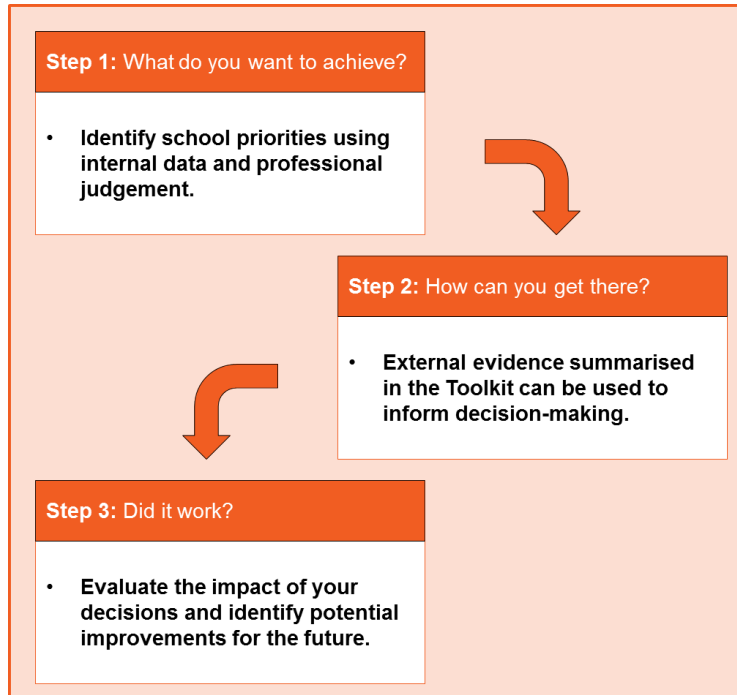 Step 1: What do you want to achieve?
• Identify school priorities using
internal data and professional
judgement.
Step 2: How can you get there?
• External evidence summarised
in the Toolkit can be used to
inform decision-making.
Step 3: Did it work?
• Evaluate the impact of your
decisions and identify potential
improvements for the future.